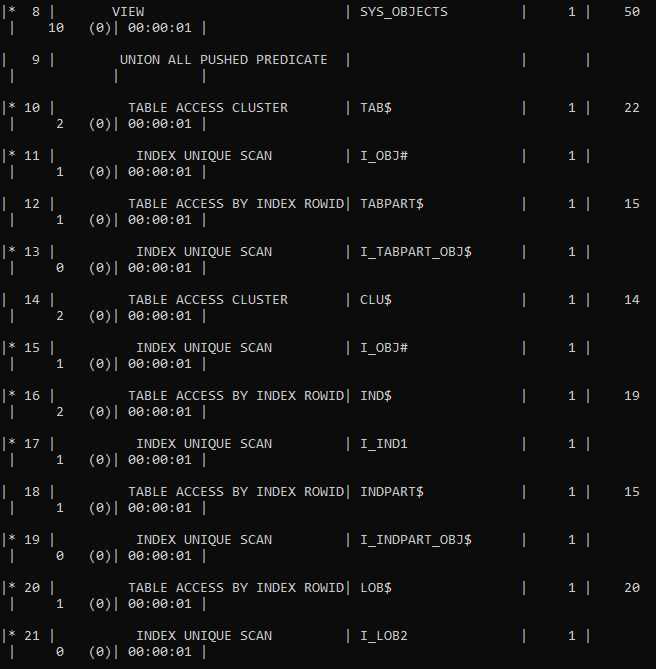 |*  8 |       VIEW                         | SYS_OBJECTS         |     1 |    50
 |    10   (0)| 00:00:01 |
|   9 |        UNION ALL PUSHED PREDICATE  |                     |       |
 |            |          |
|* 10 |         TABLE ACCESS CLUSTER       | TAB$                |     1 |    22
 |     2   (0)| 00:00:01 |
|* 11 |          INDEX UNIQUE SCAN         | I_OBJ#              |     1 |
 |     1   (0)| 00:00:01 |
|  12 |         TABLE ACCESS BY INDEX ROWID| TABPART$            |     1 |    15
 |     1   (0)| 00:00:01 |
|* 13 |          INDEX UNIQUE SCAN         | I_TABPART_OBJ$      |     1 |
 |     0   (0)| 00:00:01 |
|  14 |         TABLE ACCESS CLUSTER       | CLU$                |     1 |    14
 |     2   (0)| 00:00:01 |
|* 15 |          INDEX UNIQUE SCAN         | I_OBJ#              |     1 |
 |     1   (0)| 00:00:01 |
|* 16 |         TABLE ACCESS BY INDEX ROWID| IND$                |     1 |    19
 |     2   (0)| 00:00:01 |
|* 17 |          INDEX UNIQUE SCAN         | I_IND1              |     1 |
 |     1   (0)| 00:00:01 |
|  18 |         TABLE ACCESS BY INDEX ROWID| INDPART$            |     1 |    15
 |     1   (0)| 00:00:01 |
|* 19 |          INDEX UNIQUE SCAN         | I_INDPART_OBJ$      |     1 |
 |     0   (0)| 00:00:01 |
|* 20 |         TABLE ACCESS BY INDEX ROWID| LOB$                |     1 |    20
 |     1   (0)| 00:00:01 |
|* 21 |          INDEX UNIQUE SCAN         | I_LOB2              |     1 |
 |     0   (0)| 00:00:01 |